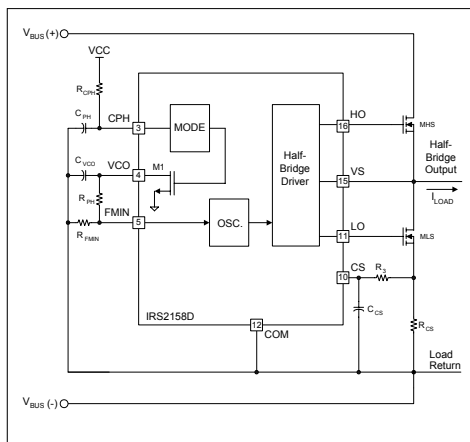 VBUS (+)
VCC
RCPH
CPH
CPH
3
MODE
HO
16
MHS
CVCO
VCO
4
M1
Half-
Bridge
Driver
VS
15
Half-
Bridge
Output
ILOAD
RPH
FMIN
5
OSC.
LO
11
MLS
RFMIN
CS
10
R3
IRS2158D
CCS
RCS
12
COM
Load
Return
VBUS (-)